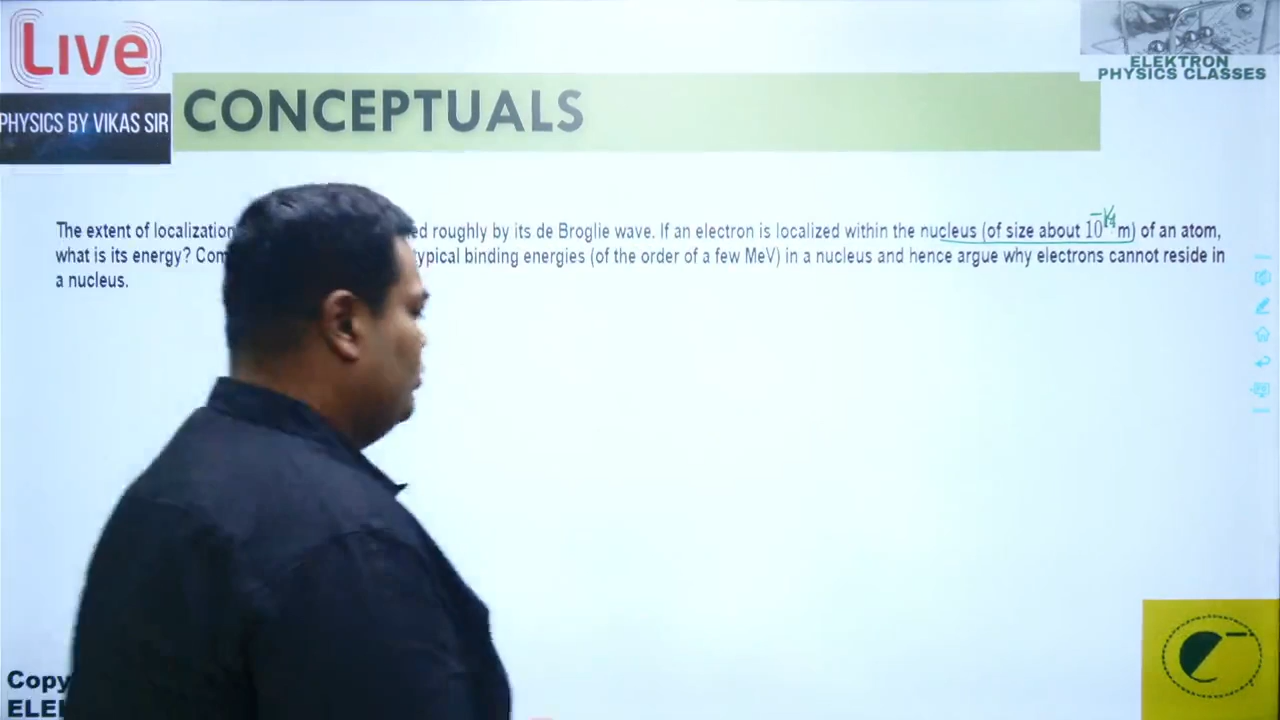 Live
ELEKTRON
PHYSICS CLASSES
PHYSICS BY VIKAS SIR
CONCEPTUALS
The extent of localization ed roughly by its de Broglie wave. If an electron is localized within the nucleus (of size about 10⁻¹⁴m) of an atom,
what is its energy? Com typical binding energies (of the order of a few MeV) in a nucleus and hence argue why electrons cannot reside in
a nucleus.
Copy
ELE